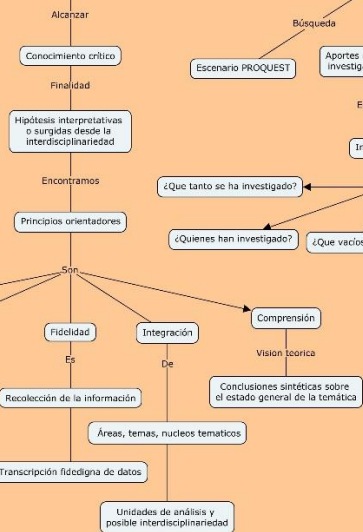 Alcanzar
Búsqueda
Conocimiento crítico
Escenario PROQUEST
Aportes
investig
Finalidad
Hipótesis interpretativas
o surgidas desde la
interdisciplinariedad
E
Encontramos
¿Que tanto se ha investigado?
Principios orientadores
¿Quienes han investigado?
¿Que vacíos
Son
Comprensión
Fidelidad
Integración
Es
De
Vision teorica
Recolección de la información
Conclusiones sintéticas sobre
el estado general de la temática
Áreas, temas, nucleos tematicos
Transcripción fidedigna de datos
Unidades de análisis y
posible interdisciplinariedad